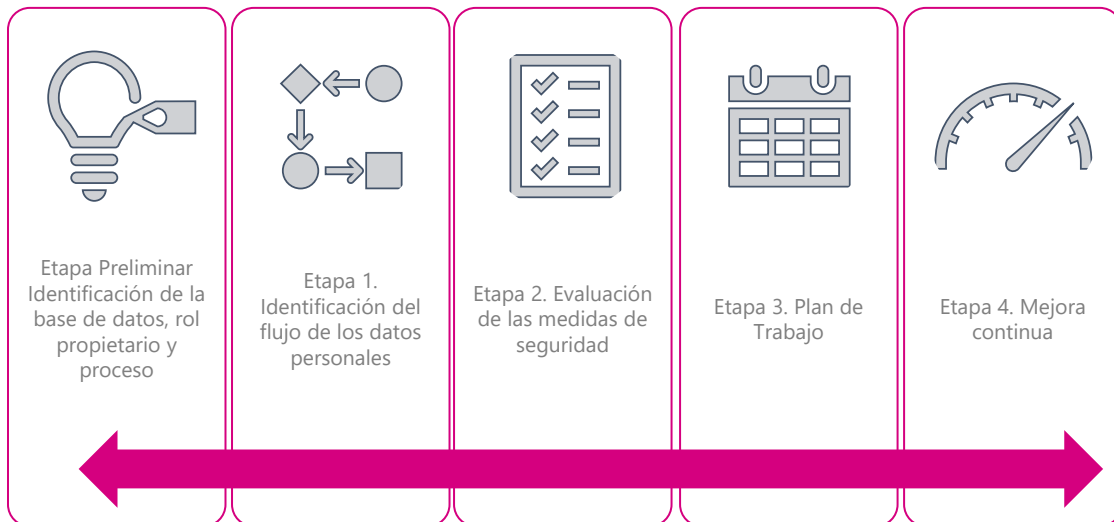 Etapa Preliminar
Identificación de la
base de datos, rol
propietario y
proceso
Etapa 1.
Identificación del
flujo de los datos
personales
Etapa 2. Evaluación
de las medidas de
seguridad
Etapa 3. Plan de
Trabajo
Etapa 4. Mejora
continua